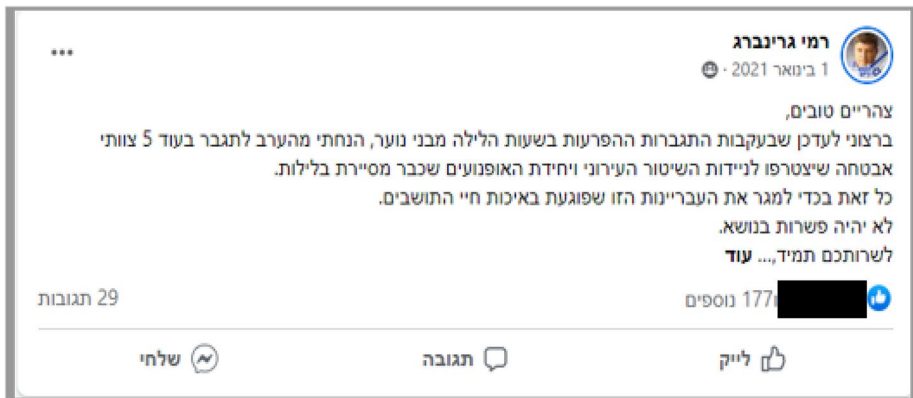 רמי גרינברג
1 בינואר 2021
צהריים טובים,
ברצוני לעדכן שבעקבות התגברות ההפרעות בשעות הלילה מבני נוער, הנחתי מהערב לתגבר בעוד 5 צוותי
אבטחה שיצטרפו לניידות השיטור העירוני ויחידת האופנועים שכבר מסיירת בלילות.
כל זאת בכדי למגר את העבריינות הזו שפוגעת באיכות חיי התושבים.
לא יהיה פשרות בנושא.
לשרותכם תמיד,... עוד
ו177 נוספים
29 תגובות
לייק
תגובה
שלחי